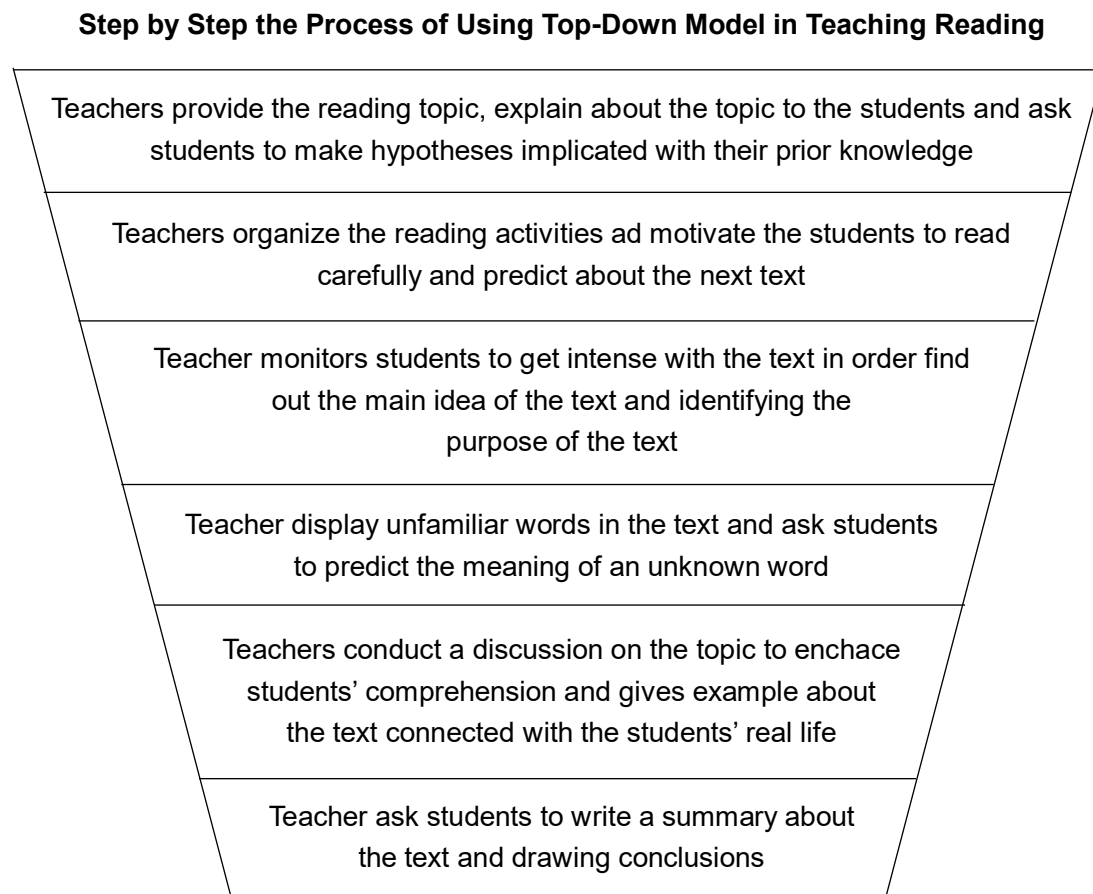 Step by Step the Process of Using Top-Down Model in Teaching Reading
Teachers provide the reading topic, explain about the topic to the students and ask
students to make hypotheses implicated with their prior knowledge
Teachers organize the reading activities ad motivate the students to read
carefully and predict about the next text
Teacher monitors students to get intense with the text in order find
out the main idea of the text and identifying the
purpose of the text
Teacher display unfamiliar words in the text and ask students
to predict the meaning of an unknown word
Teachers conduct a discussion on the topic to enchace
students’ comprehension and gives example about
the text connected with the students’ real life
Teacher ask students to write a summary about
the text and drawing conclusions